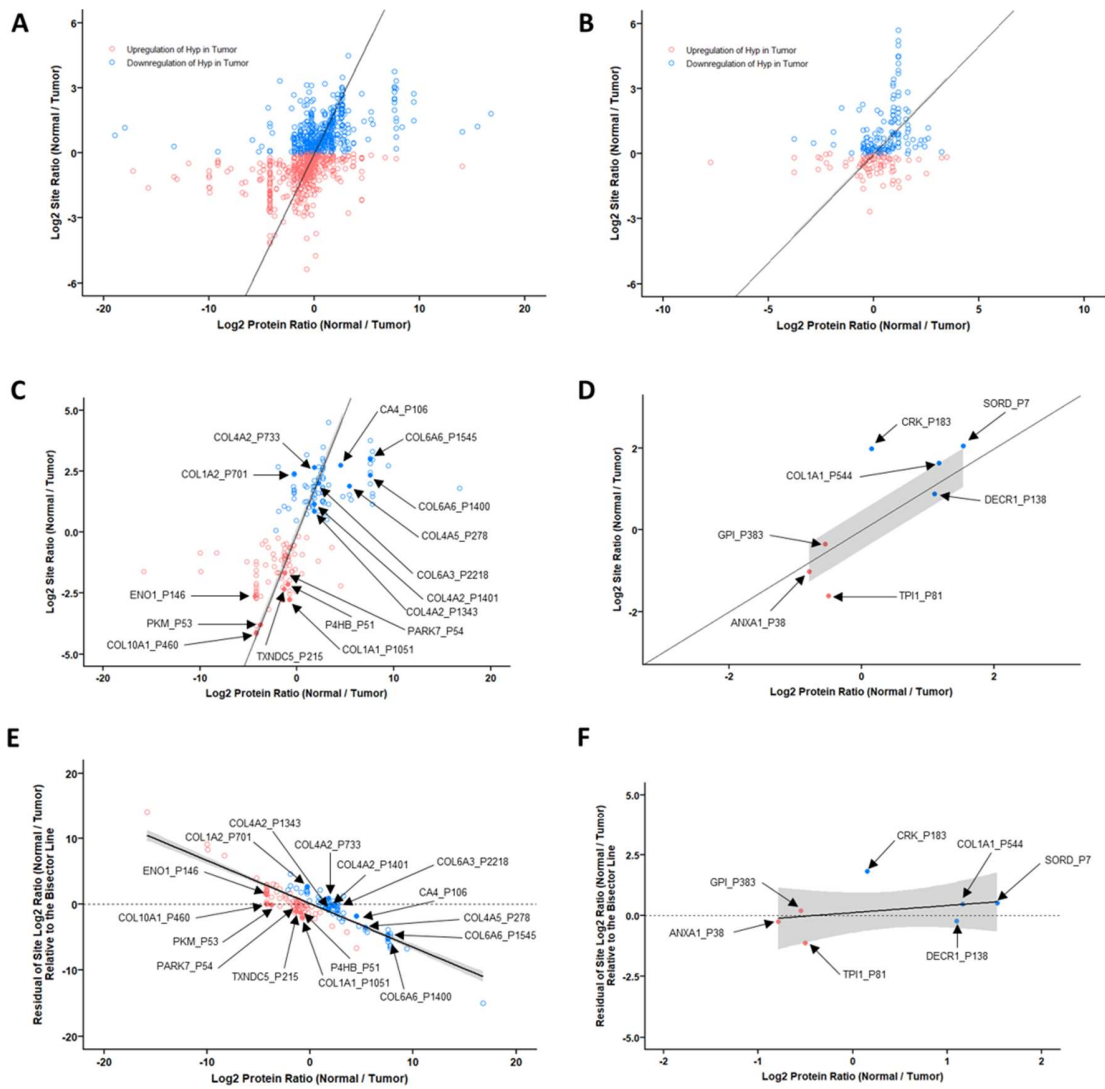 A
6
3
0
-3
-6
-20
-10
0
10
20
Upregulation of Hyp in Tumor
Downregulation of Hyp in Tumor
Log2 Site Ratio (Normal / Tumor)
Log2 Protein Ratio (Normal / Tumor)
B
6
3
0
-3
-6
-10
-5
0
5
10
Upregulation of Hyp in Tumor
Downregulation of Hyp in Tumor
Log2 Site Ratio (Normal / Tumor)
Log2 Protein Ratio (Normal / Tumor)
C
5.0
2.5
0.0
-2.5
-5.0
-20
-10
0
10
20
CA4_P106
COL4A2_P733
COL6A6_P1545
COL1A2_P701
COL6A6_P1400
COL4A5_P278
COL6A3_P2218
COL4A2_P1401
COL4A2_P1343
PARK7_P54
P4HB_P51
COL1A1_P1051
TXNDC5_P215
ENO1_P146
PKM_P53
COL10A1_P460
Log2 Site Ratio (Normal / Tumor)
Log2 Protein Ratio (Normal / Tumor)
D
2
0
-2
-2
0
2
SORD_P7
CRK_P183
COL1A1_P544
DECR1_P138
GPI_P383
TPI1_P81
ANXA1_P38
Log2 Site Ratio (Normal / Tumor)
Log2 Protein Ratio (Normal / Tumor)
E
20
10
0
-10
-20
-20
-10
0
10
20
COL4A2_P1343
COL1A2_P701
COL4A2_P733
COL4A2_P1401
COL6A3_P2218
ENO1_P146
CA4_P106
COL4A5_P278
COL6A6_P1545
COL10A1_P460
PKM_P53
PARK7_P54
P4HB_P51
TXNDC5_P215
COL1A1_P1051
COL6A6_P1400
Residual of Site Log2 Ratio (Normal / Tumor)
Relative to the Bisector Line
Log2 Protein Ratio (Normal / Tumor)
F
5.0
2.5
0.0
-2.5
-5.0
-2
-1
0
1
2
CRK_P183
COL1A1_P544
SORD_P7
GPI_P383
ANXA1_P38
DECR1_P138
TPI1_P81
Residual of Site Log2 Ratio (Normal / Tumor)
Relative to the Bisector Line
Log2 Protein Ratio (Normal / Tumor)